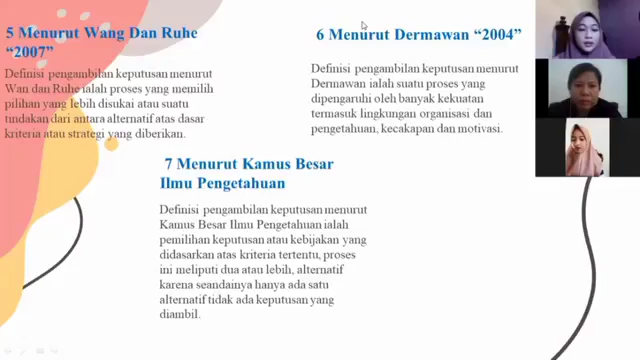 5 Menurut Wang Dan Ruhe
“2007”
Definisi pengambilan keputusan menurut
Wan dan Ruhe ialah proses yang memilih
pilihan yang lebih disukai atau suatu
tindakan dari antara alternatif atas dasar
kriteria atau strategi yang diberikan.
6 Menurut Dermawan “2004”
Definisi pengambilan keputusan menurut
Dermawan ialah suatu proses yang
dipengaruhi oleh banyak kekuatan
termasuk lingkungan organisasi dan
pengetahuan, kecakapan dan motivasi.
7 Menurut Kamus Besar
Ilmu Pengetahuan
Definisi pengambilan keputusan menurut
Kamus Besar Ilmu Pengetahuan ialah
pemilihan keputusan atau kebijakan yang
didasarkan atas kriteria tertentu, proses
ini meliputi dua atau lebih, alternatif
karena seandainya hanya ada satu
alternatif tidak ada keputusan yang
diambil.